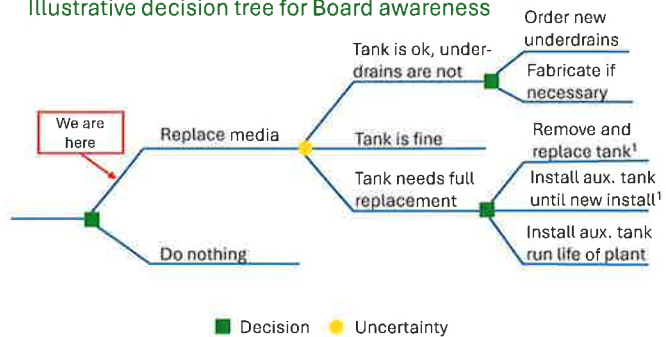 Illustrative decision tree for Board awareness
We are
here
Replace media
Do nothing
Tank is ok, under-
drains are not
Tank is fine
Tank needs full
replacement
Order new
underdrains
Fabricate if
necessary
Remove and
replace tank¹
Install aux. tank
until new install¹
Install aux. tank
run life of plant
Decision
Uncertainty